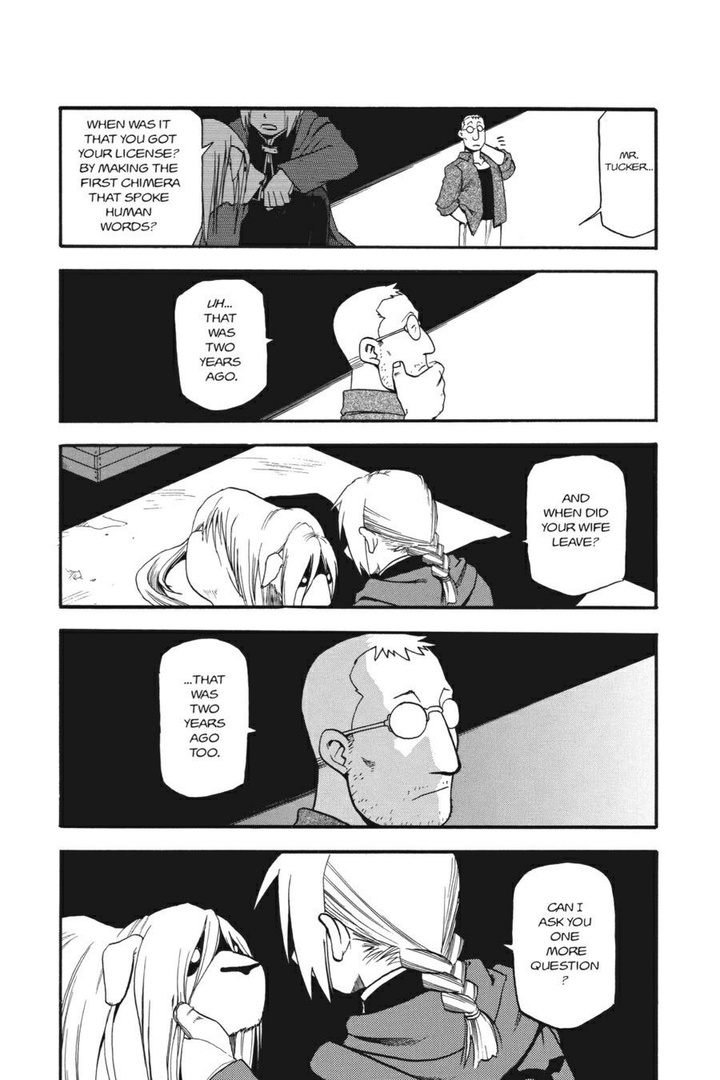 MR.
TUCKER...
WHEN WAS IT
THAT YOU GOT
YOUR LICENSE?
BY MAKING THE
FIRST CHIMERA
THAT SPOKE
HUMAN
WORDS?
UH...
THAT
WAS
TWO
YEARS
AGO.
AND
WHEN DID
YOUR WIFE
LEAVE?
...THAT
WAS
TWO
YEARS
AGO
TOO.
CAN I
ASK YOU
ONE
MORE
QUESTION
?